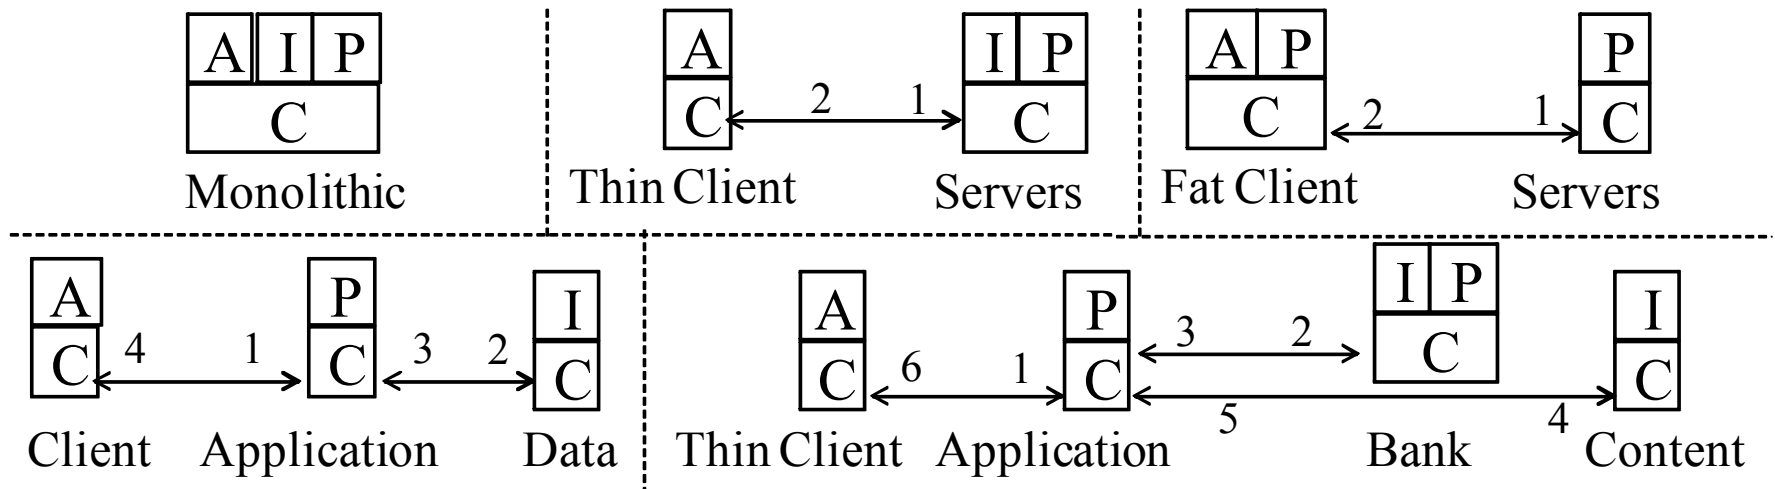 A I P
C
Monolithic
A
C
2 1
I P
C
Thin Client Servers
A P
C
2 1
P
C
Fat Client Servers
A
C
4 1
P
C
3 2
I
C
Client Application Data
A
C
6 1
P
C
3 2
I P
C
5 4
I
C
Thin Client Application Bank Content